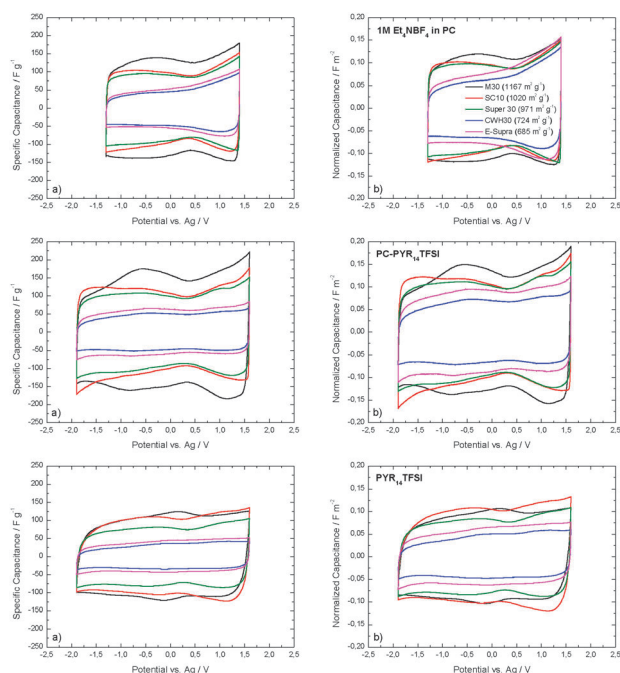 Specific Capacitance / F g⁻¹
250
200
150
100
50
0
-50
-100
-150
-200
-250
a)
-2,5 -2,0 -1,5 -1,0 -0,5 0,0 0,5 1,0 1,5 2,0 2,5
Potential vs. Ag / V
Normalized Capacitance / F m⁻²
0,20
0,15
0,10
0,05
0,00
-0,05
-0,10
-0,15
-0,20
1M Et₄NBF₄ in PC
M30 (1167 m² g⁻¹)
SC10 (1020 m² g⁻¹)
Super 30 (971 m² g⁻¹)
CWH30 (724 m² g⁻¹)
E-Supra (685 m² g⁻¹)
b)
-2,5 -2,0 -1,5 -1,0 -0,5 0,0 0,5 1,0 1,5 2,0 2,5
Potential vs. Ag / V
Specific Capacitance / F g⁻¹
250
200
150
100
50
0
-50
-100
-150
-200
-250
a)
-2,5 -2,0 -1,5 -1,0 -0,5 0,0 0,5 1,0 1,5 2,0 2,5
Potential vs. Ag / V
Normalized Capacitance / F m⁻²
0,20
0,15
0,10
0,05
0,00
-0,05
-0,10
-0,15
-0,20
PC-PYR₁₄TFSI
b)
-2,5 -2,0 -1,5 -1,0 -0,5 0,0 0,5 1,0 1,5 2,0 2,5
Potential vs. Ag / V
Specific Capacitance / F g⁻¹
250
200
150
100
50
0
-50
-100
-150
-200
-250
a)
-2,5 -2,0 -1,5 -1,0 -0,5 0,0 0,5 1,0 1,5 2,0 2,5
Potential vs. Ag / V
Normalized Capacitance / F m⁻²
0,20
0,15
0,10
0,05
0,00
-0,05
-0,10
-0,15
-0,20
PYR₁₄TFSI
b)
-2,5 -2,0 -1,5 -1,0 -0,5 0,0 0,5 1,0 1,5 2,0 2,5
Potential vs. Ag / V